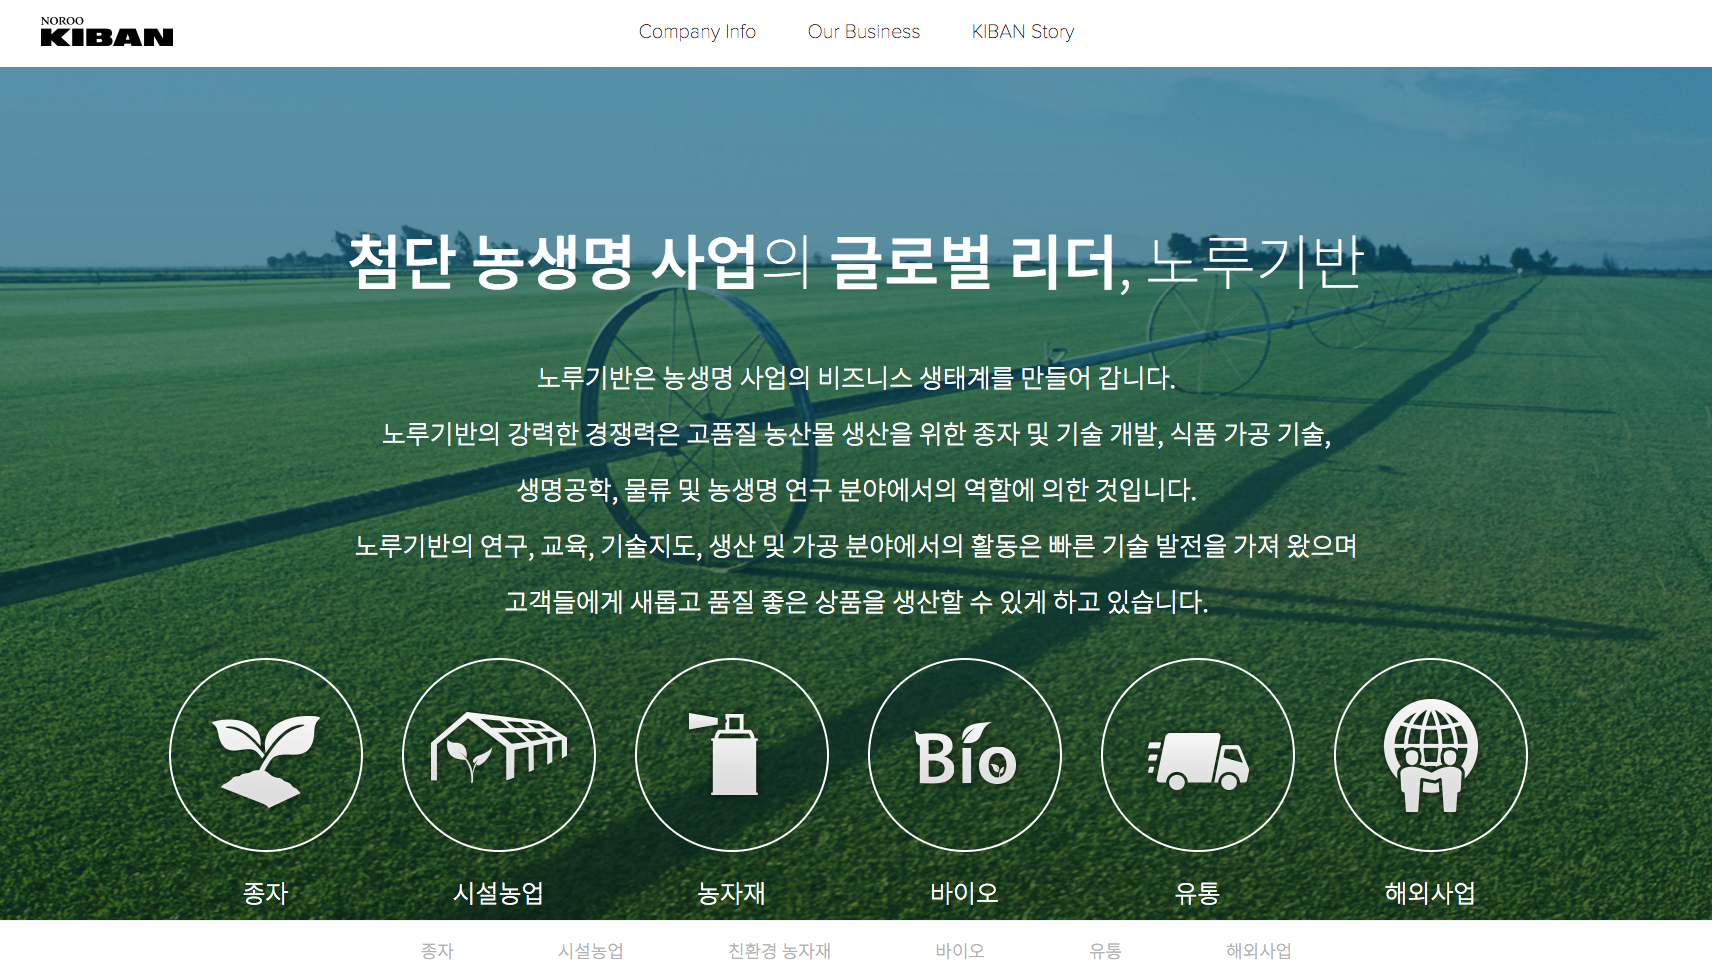 NOROO
KIBAN
Company Info
Our Business
KIBAN Story
첨단 농생명 사업의 글로벌 리더, 노루기반
노루기반은 농생명 사업의 비즈니스 생태계를 만들어 갑니다.
노루기반의 강력한 경쟁력은 고품질 농산물 생산을 위한 종자 및 기술 개발, 식품 가공 기술,
생명공학, 물류 및 농생명 연구 분야에서의 역할에 의한 것입니다.
노루기반의 연구, 교육, 기술지도, 생산 및 가공 분야에서의 활동은 빠른 기술 발전을 가져 왔으며
고객들에게 새롭고 품질 좋은 상품을 생산할 수 있게 하고 있습니다.
Bio
종자
시설농업
농자재
바이오
유통
해외사업
종자
시설농업
친환경 농자재
바이오
유통
해외사업